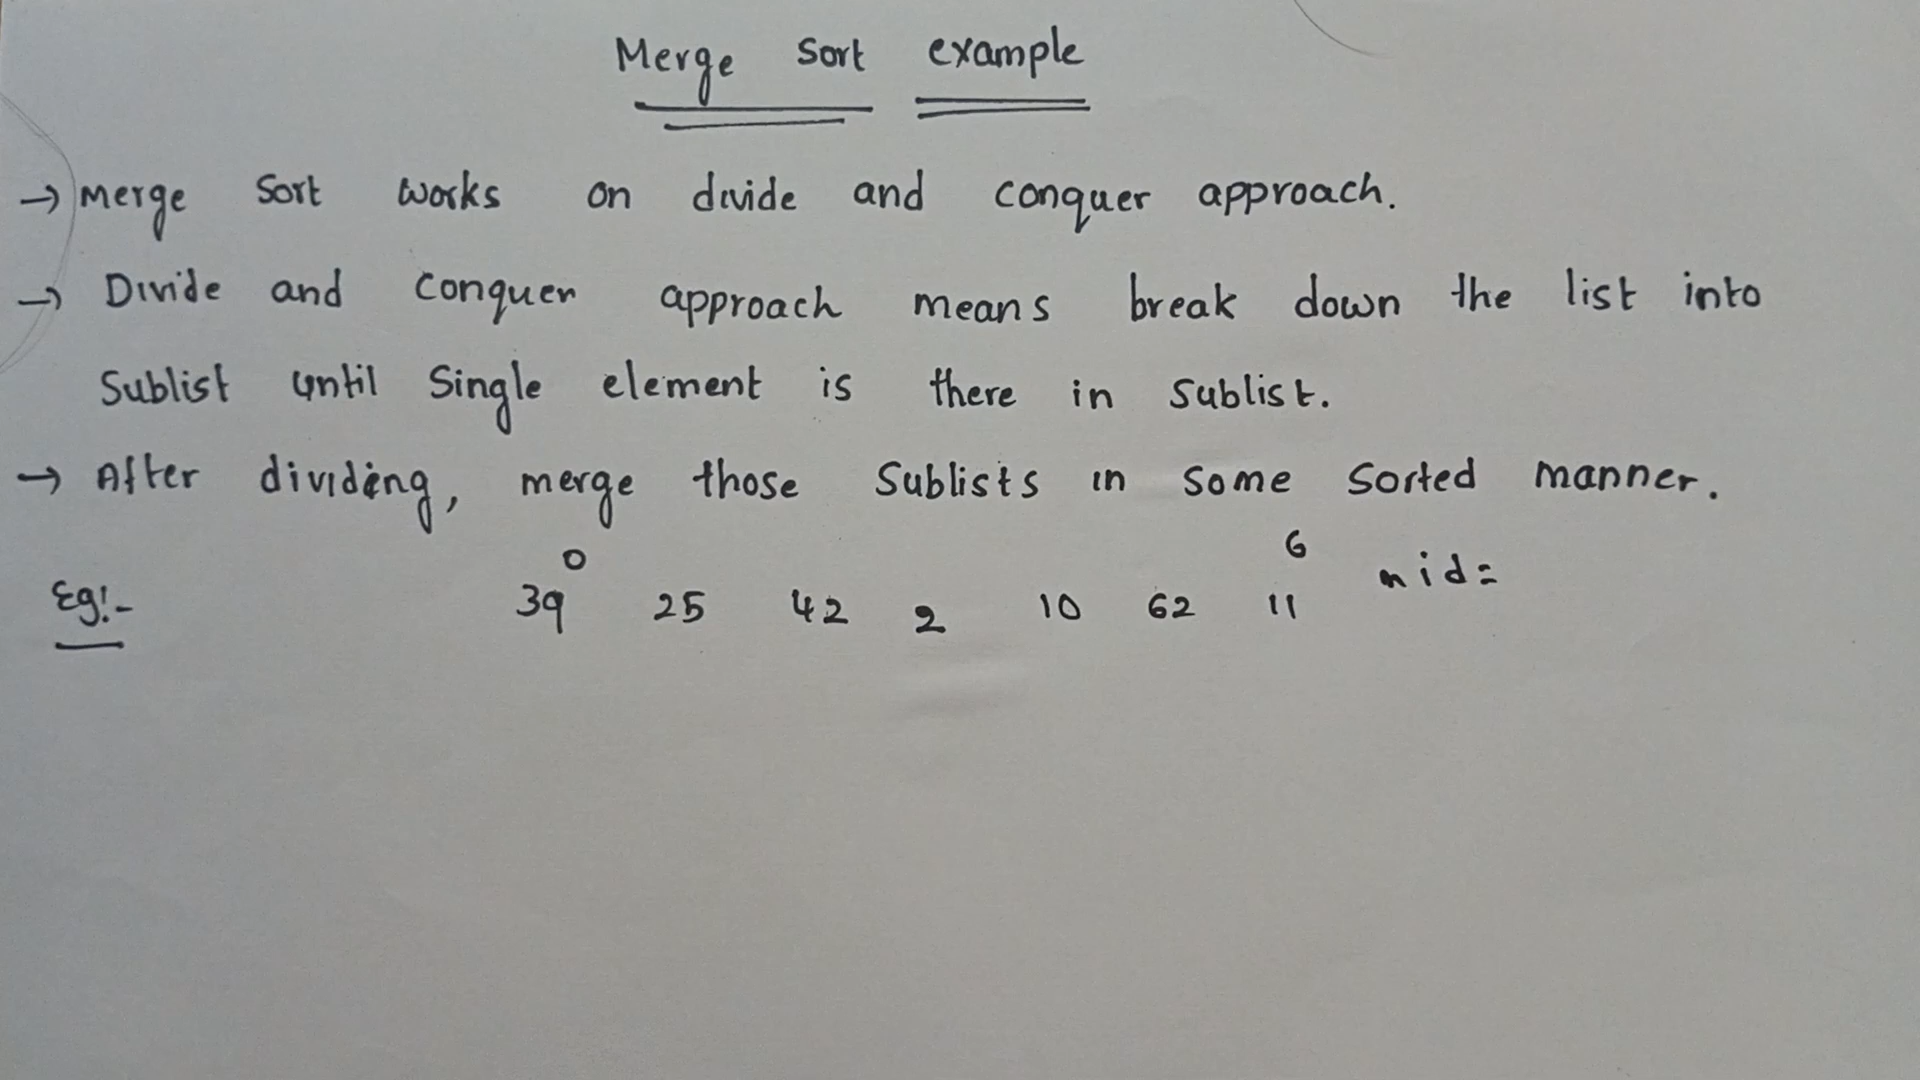 Merge Sort example
→ Merge Sort works on divide and conquer approach.
→ Divide and conquer approach means break down the list into
Sublist until Single element is there in Sublist.
→ After dividing, merge those Sublists in Some Sorted manner.
0 6
Eg:- 39 25 42 2 10 62 11 mid=